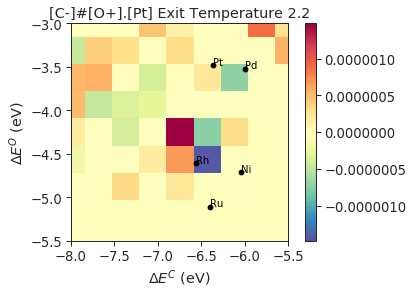 [C-]#[O+].[Pt] Exit Temperature 2.2
−3.0
−3.5
−4.0
−4.5
−5.0
−5.5
ΔE^O (eV)
Pt
Pd
Rh
Ni
Ru
0.0000010
0.0000005
0.0000000
−0.0000005
−0.0000010
−8.0 −7.5 −7.0 −6.5 −6.0 −5.5
ΔE^C (eV)